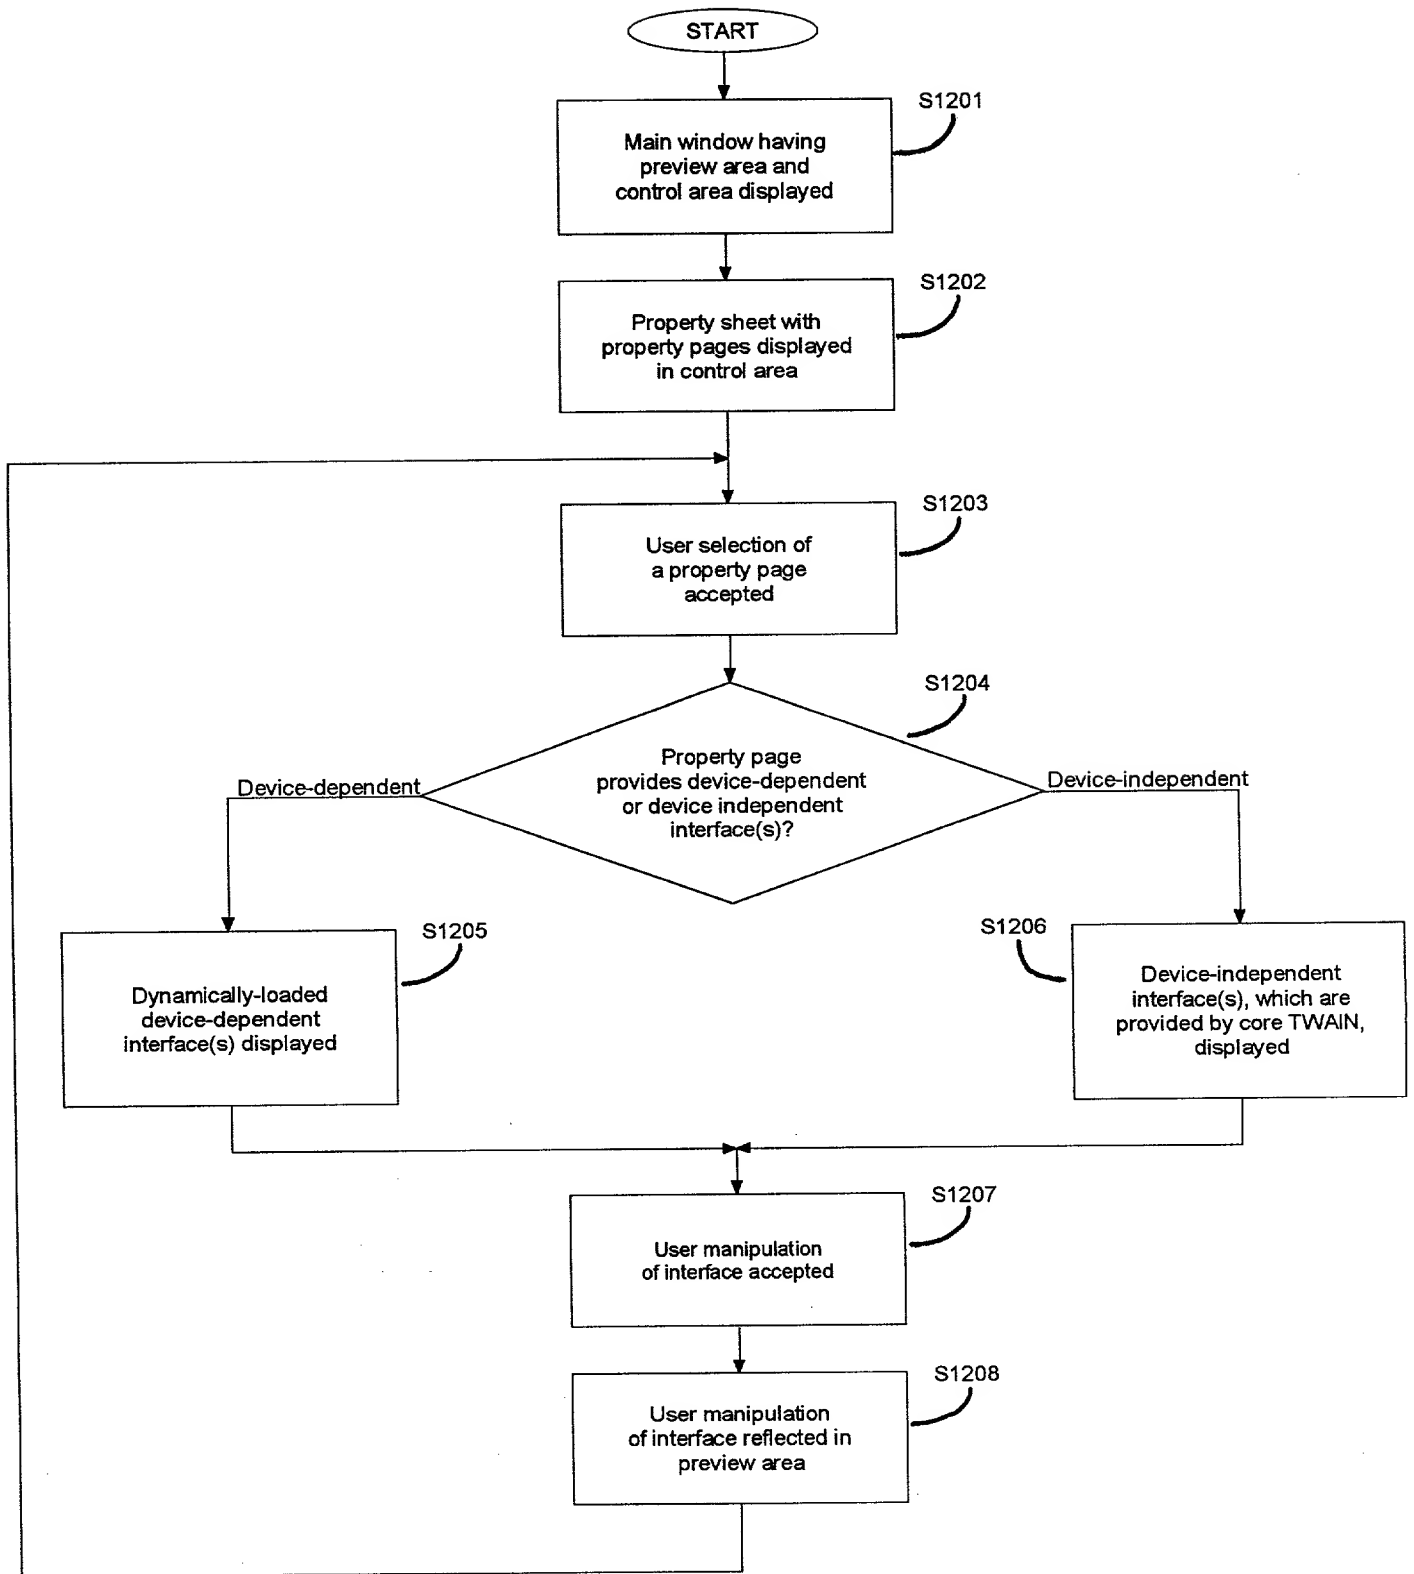 START
S1201
Main window having
preview area and
control area displayed
S1202
Property sheet with
property pages displayed
in control area
S1203
User selection of
a property page
accepted
S1204
Property page
provides device-dependent
or device independent
interface(s)?
Device-dependent
Device-independent
S1205
Dynamically-loaded
device-dependent
interface(s) displayed
S1206
Device-independent
interface(s), which are
provided by core TWAIN,
displayed
S1207
User manipulation
of interface accepted
S1208
User manipulation
of interface reflected in
preview area